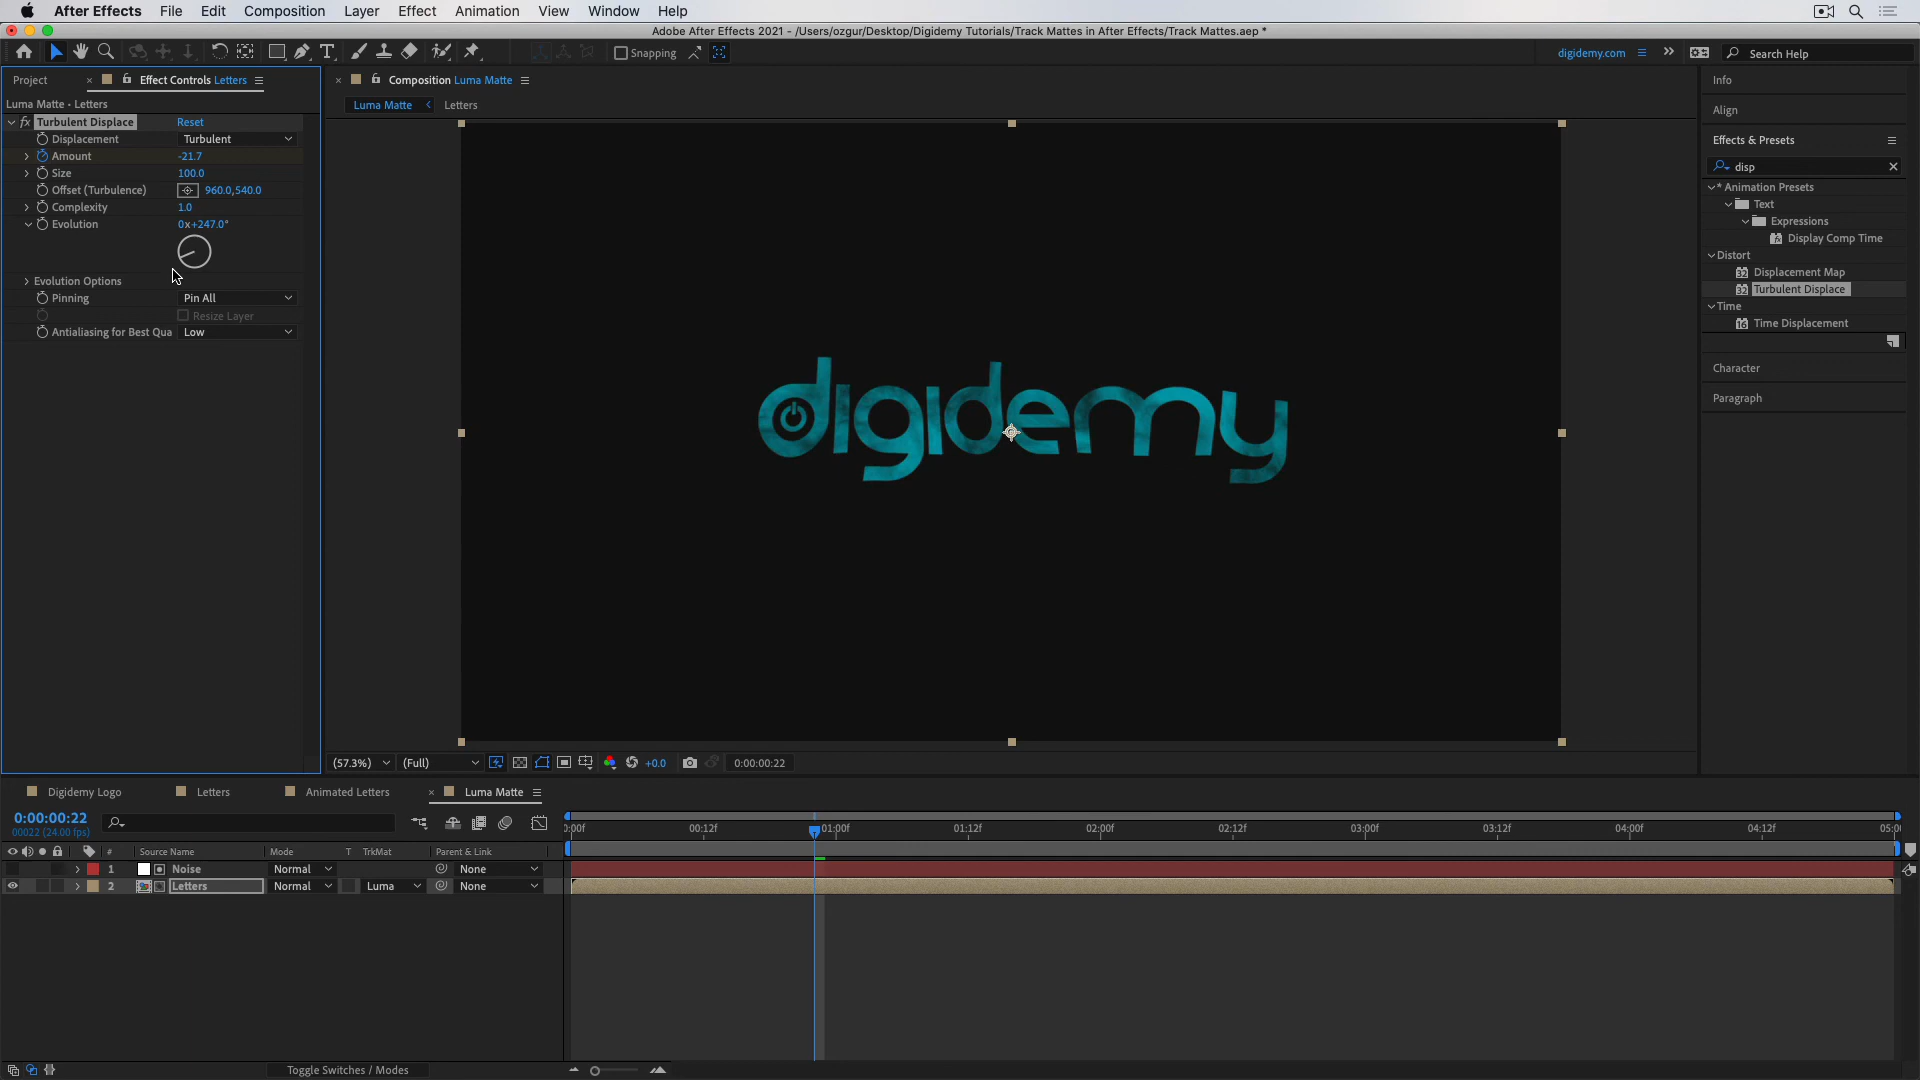 After Effects File Edit Composition Layer Effect Animation View Window Help
Adobe After Effects 2021 - /Users/ozgur/Desktop/Digidemy Tutorials/Track Mattes in After Effects/Track Mattes.aep *
Snapping
digidemy.com
Search Help
Project
Effect Controls Letters
Composition Luma Matte
Luma Matte
Letters
Luma Matte • Letters
fx Turbulent Displace Reset
Displacement Turbulent
Amount -21.7
Size 100.0
Offset (Turbulence) 960.0,540.0
Complexity 1.0
Evolution 0x+247.0°
Evolution Options
Pinning Pin All
Resize Layer
Antialiasing for Best Qua Low
digidemy
Info
Align
Effects & Presets
disp
* Animation Presets
Text
Expressions
Display Comp Time
Distort
32 Displacement Map
32 Turbulent Displace
Time
16 Time Displacement
Character
Paragraph
(57.3%) (Full) +0.0 0:00:00:22
Digidemy Logo
Letters
Animated Letters
Luma Matte
0:00:00:22
00022 (24.00 fps)
0:00f 00:12f 01:00f 01:12f 02:00f 02:12f 03:00f 03:12f 04:00f 04:12f 05:0
# Source Name Mode T TrkMat Parent & Link
1 Noise Normal None
2 Letters Normal Luma None
Toggle Switches / Modes